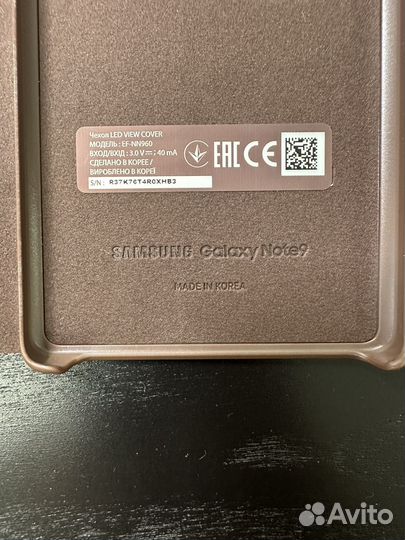 Чехол LED VIEW COVER
МОДЕЛЬ : EF-NN960
ВХОД/ВХІД : 3.0 V⎓; 40 mA
СДЕЛАНО В КОРЕЕ /
ВИРОБЛЕНО В КОРЕЇ
S/N : R37K76T4R0XHB3
EAC CE
SAMSUNG Galaxy Note9
MADE IN KOREA
Avito